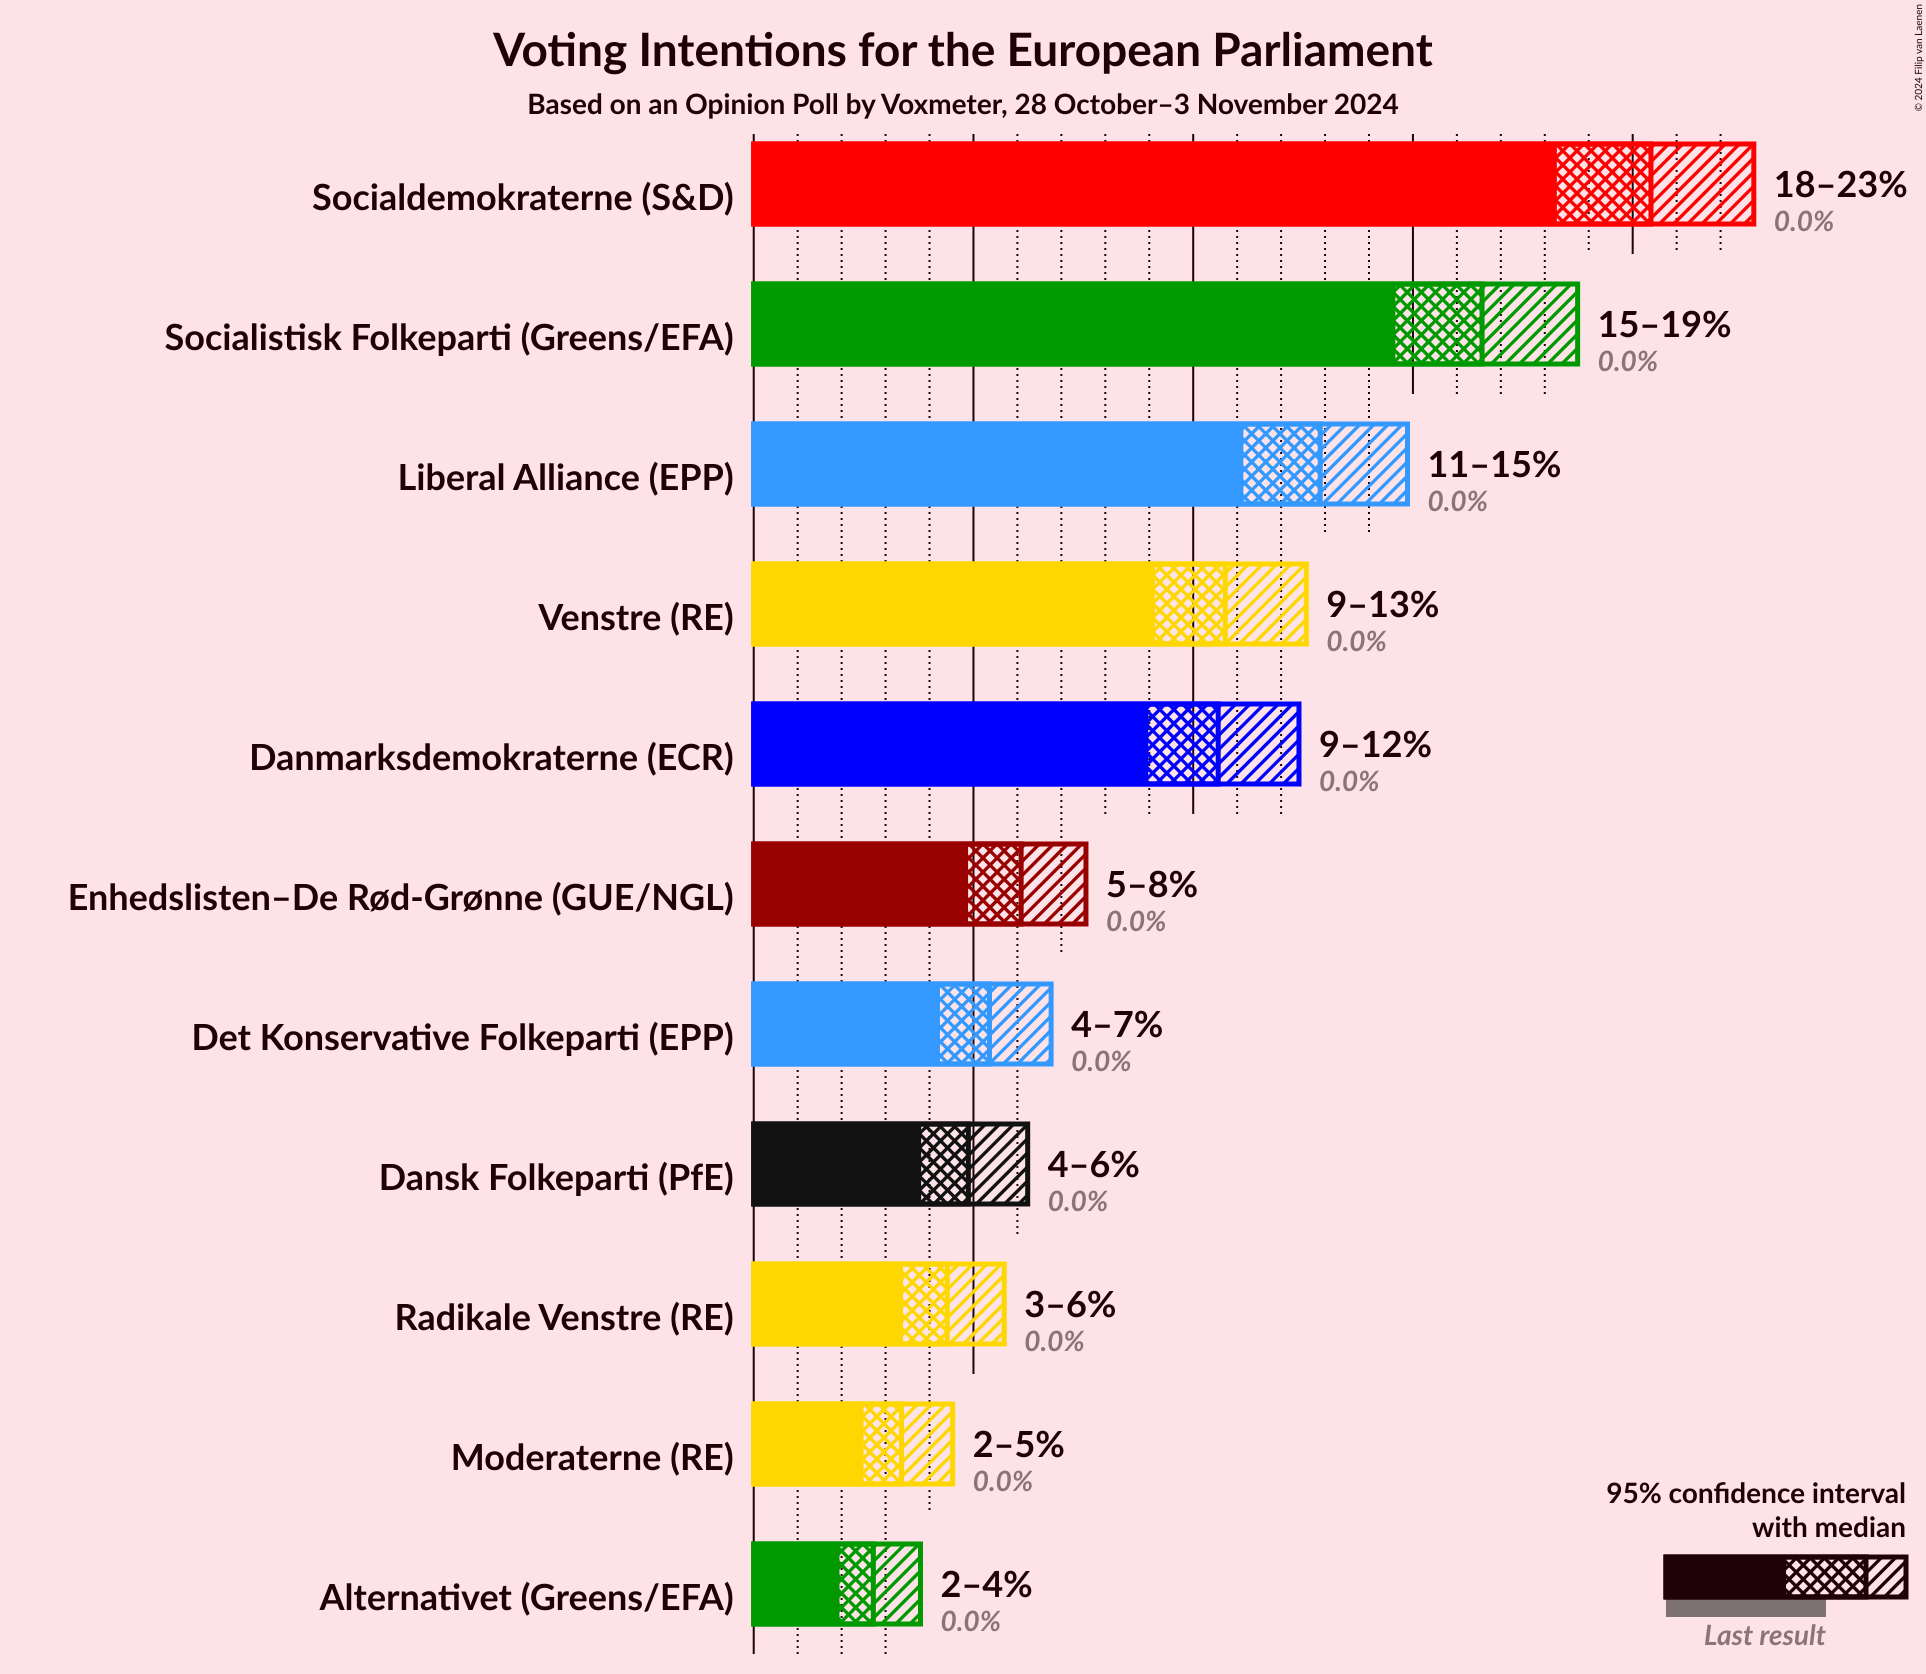 Voting Intentions for the European Parliament
Based on an Opinion Poll by Voxmeter, 28 October–3 November 2024
© 2024 Filip van Laenen
Socialdemokraterne (S&D)
18–23%
0.0%
Socialistisk Folkeparti (Greens/EFA)
15–19%
0.0%
Liberal Alliance (EPP)
11–15%
0.0%
Venstre (RE)
9–13%
0.0%
Danmarksdemokraterne (ECR)
9–12%
0.0%
Enhedslisten–De Rød-Grønne (GUE/NGL)
5–8%
0.0%
Det Konservative Folkeparti (EPP)
4–7%
0.0%
Dansk Folkeparti (PfE)
4–6%
0.0%
Radikale Venstre (RE)
3–6%
0.0%
Moderaterne (RE)
2–5%
0.0%
Alternativet (Greens/EFA)
2–4%
0.0%
95% confidence interval
with median
Last result